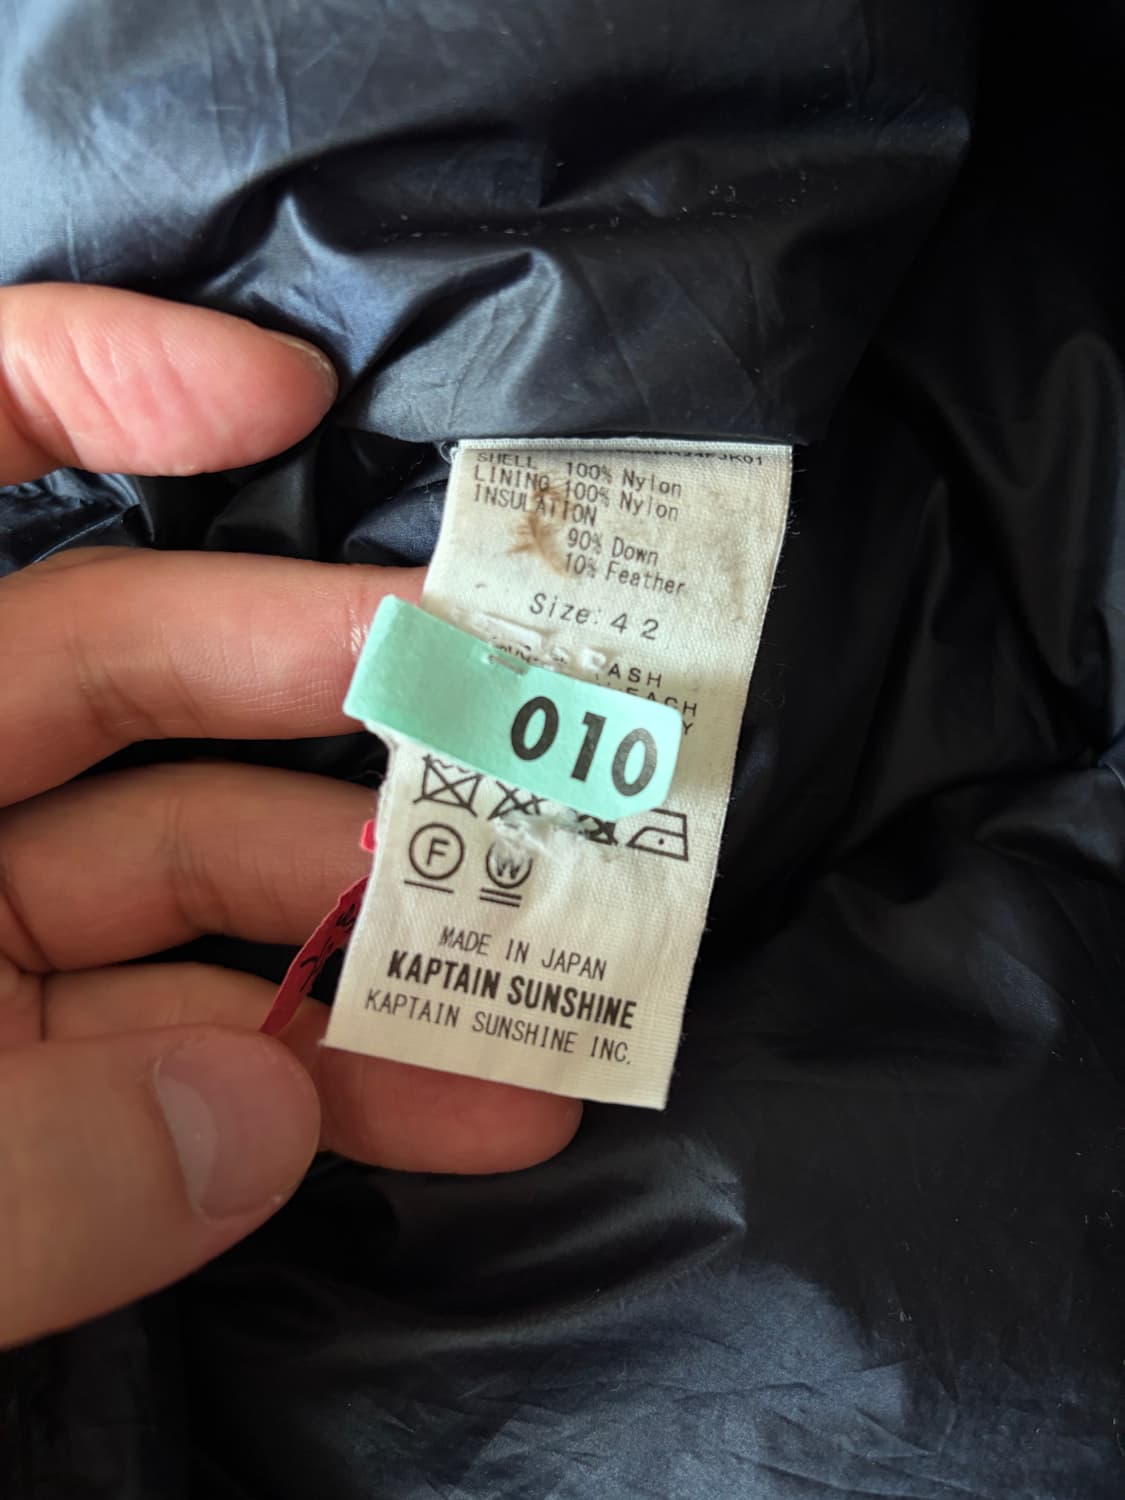 SHELL 100% Nylon
LINING 100% Nylon
INSULATION
90% Down
10% Feather
Size: 42
010
F
W
MADE IN JAPAN
KAPTAIN SUNSHINE
KAPTAIN SUNSHINE INC.